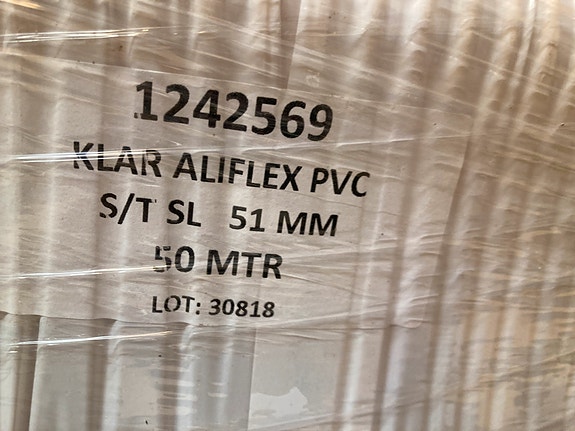 1242569
KLAR ALIFLEX PVC
S/T SL 51 MM
50 MTR
LOT: 30818